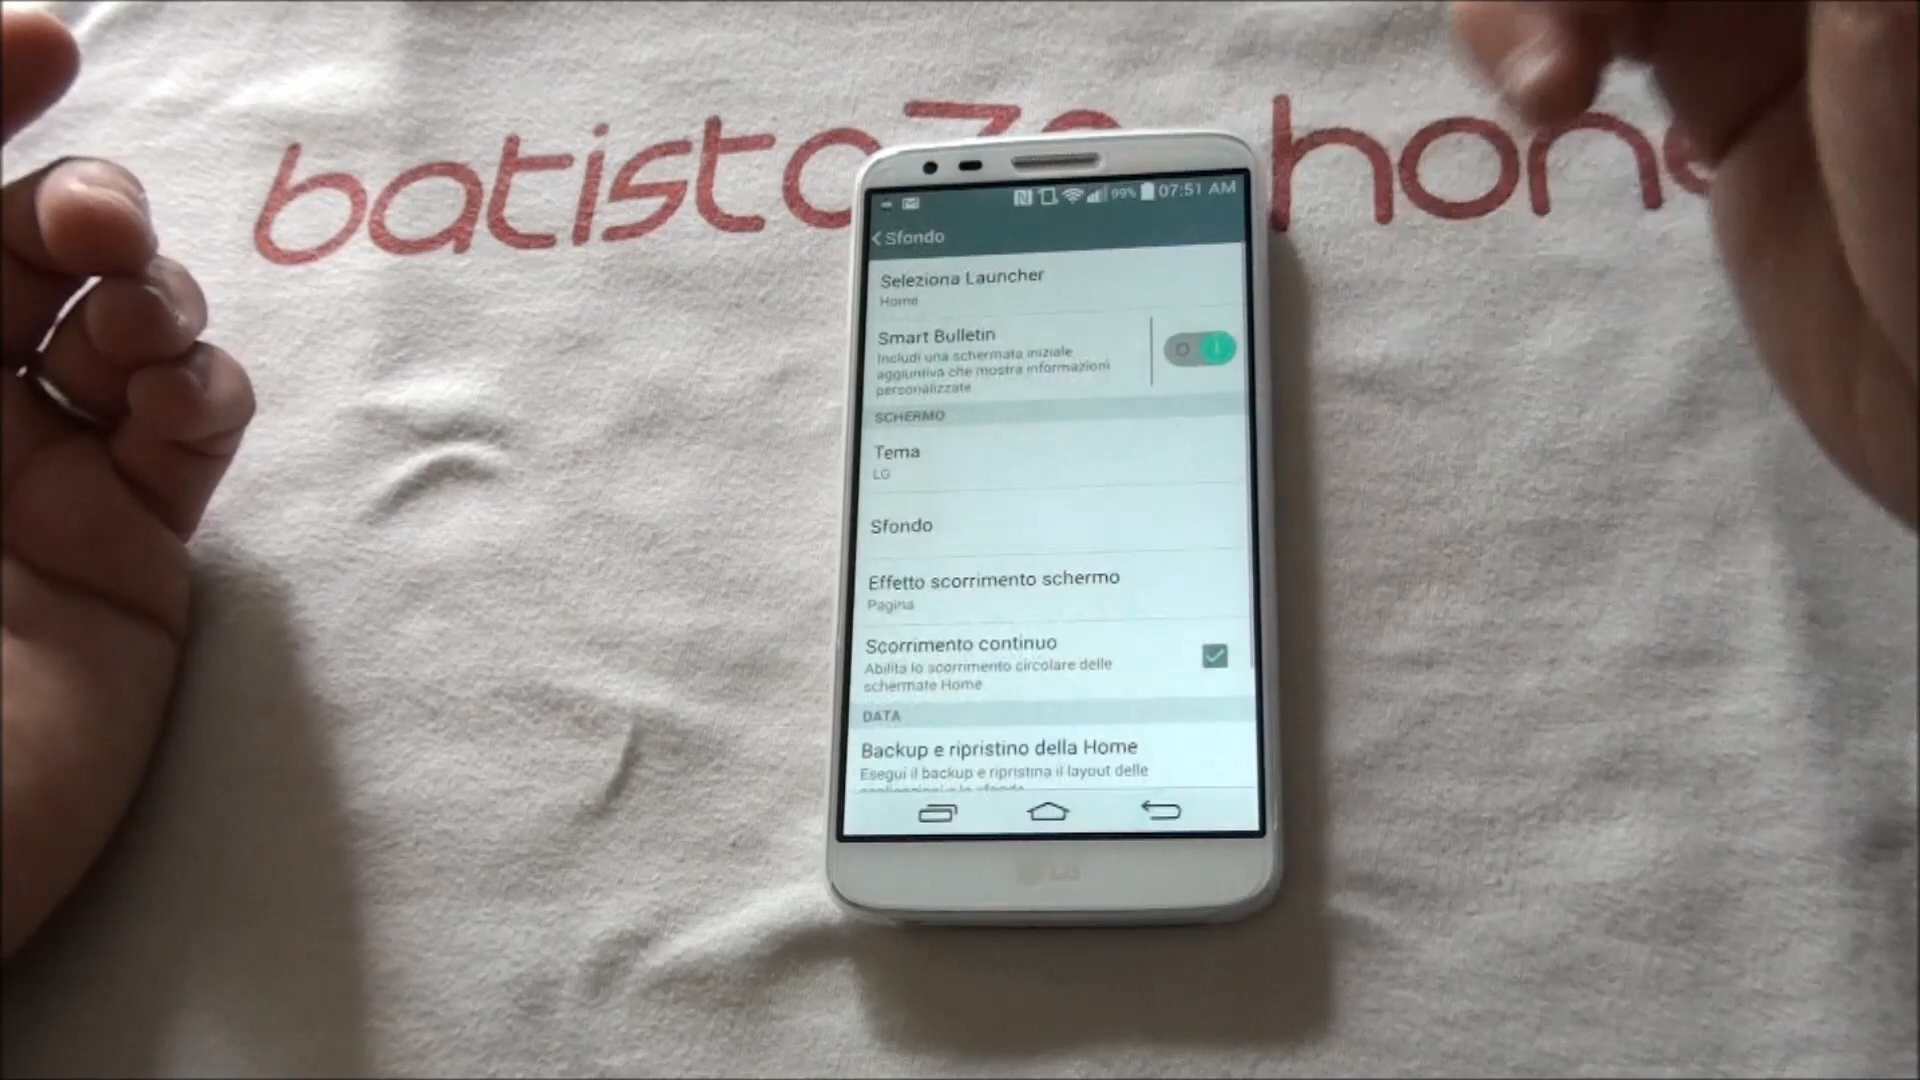 batista70 phone
99% 07:51 AM
Sfondo
Seleziona Launcher
Home
Smart Bulletin
Includi una schermata iniziale
aggiuntiva che mostra informazioni
personalizzate
SCHERMO
Tema
LG
Sfondo
Effetto scorrimento schermo
Pagina
Scorrimento continuo
Abilita lo scorrimento circolare delle
schermate Home
DATA
Backup e ripristino della Home
Esegui il backup e ripristina il layout delle
LG